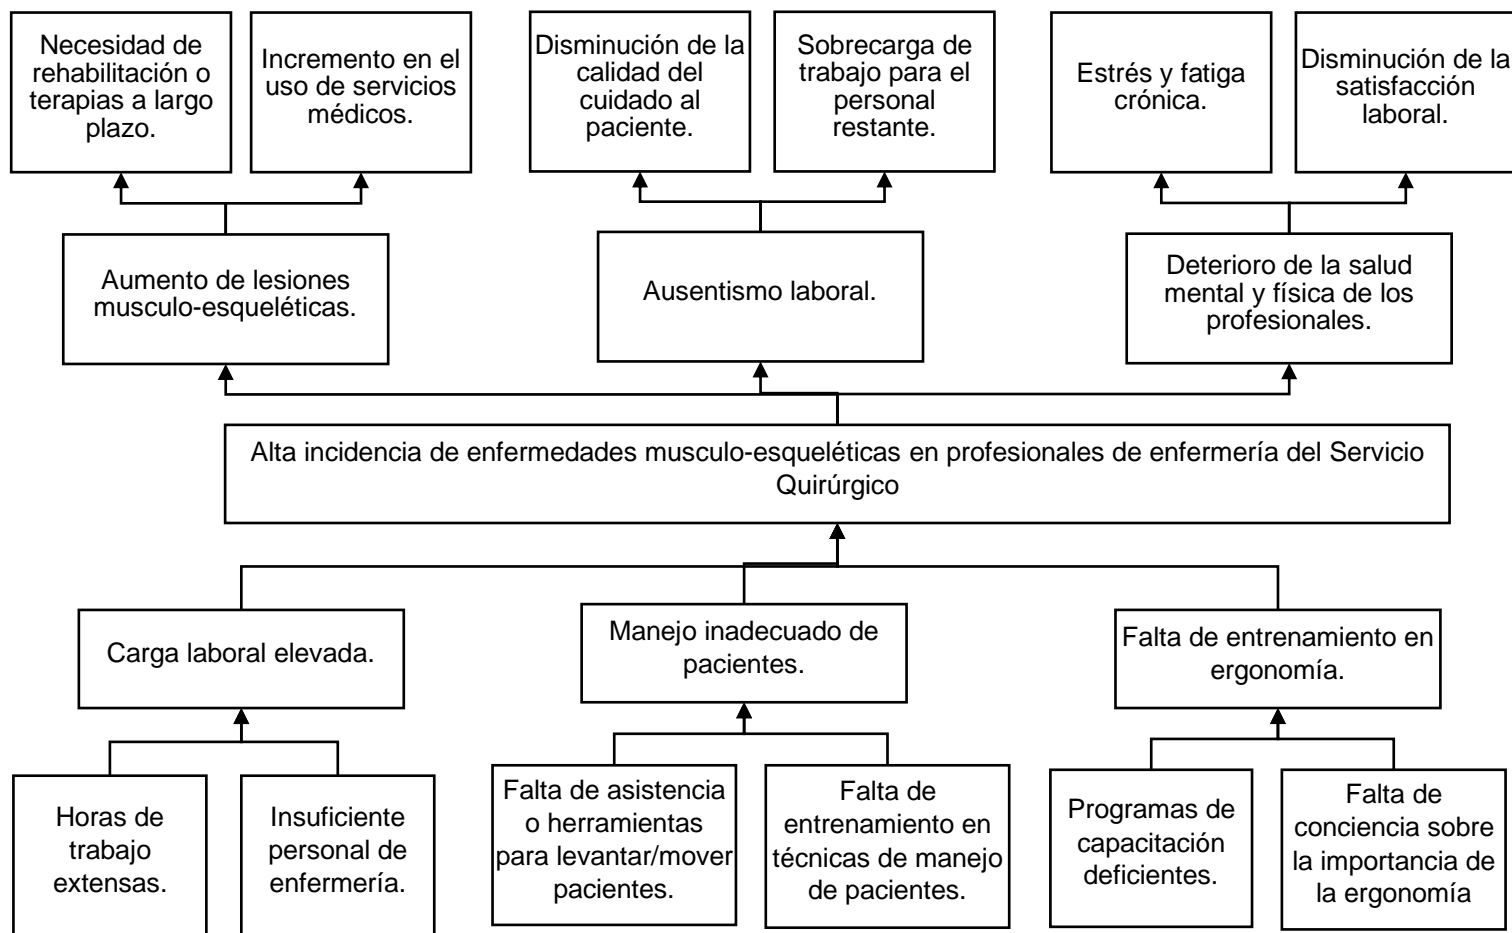 Necesidad de
rehabilitación o
terapias a largo
plazo.
Incremento en el
uso de servicios
médicos.
Disminución de la
calidad del
cuidado al
paciente.
Sobrecarga de
trabajo para el
personal
restante.
Estrés y fatiga
crónica.
Disminución de la
satisfacción
laboral.
Aumento de lesiones
musculo-esqueléticas.
Ausentismo laboral.
Deterioro de la salud
mental y física de los
profesionales.
Alta incidencia de enfermedades musculo-esqueléticas en profesionales de enfermería del Servicio
Quirúrgico
Carga laboral elevada.
Manejo inadecuado de
pacientes.
Falta de entrenamiento en
ergonomía.
Horas de
trabajo
extensas.
Insuficiente
personal de
enfermería.
Falta de asistencia
o herramientas
para levantar/mover
pacientes.
Falta de
entrenamiento en
técnicas de manejo
de pacientes.
Programas de
capacitación
deficientes.
Falta de
conciencia sobre
la importancia de
la ergonomía